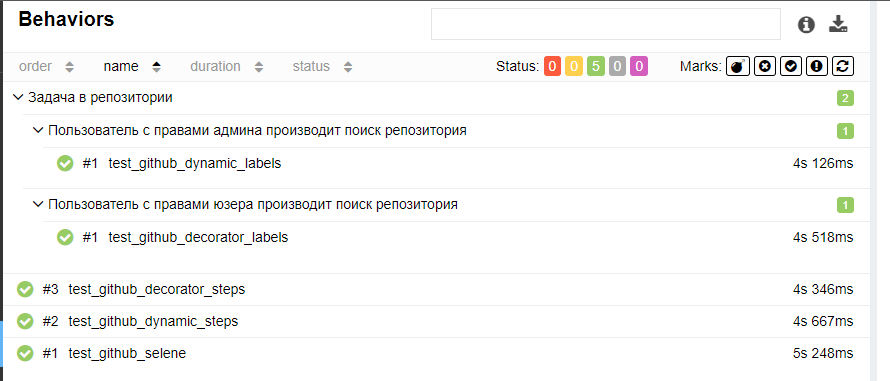 Behaviors
order name duration status Status: 0 0 5 0 0 Marks:
Задача в репозитории 2
Пользователь с правами админа производит поиск репозитория 1
#1 test_github_dynamic_labels 4s 126ms
Пользователь с правами юзера производит поиск репозитория 1
#1 test_github_decorator_labels 4s 518ms
#3 test_github_decorator_steps 4s 346ms
#2 test_github_dynamic_steps 4s 667ms
#1 test_github_selene 5s 248ms